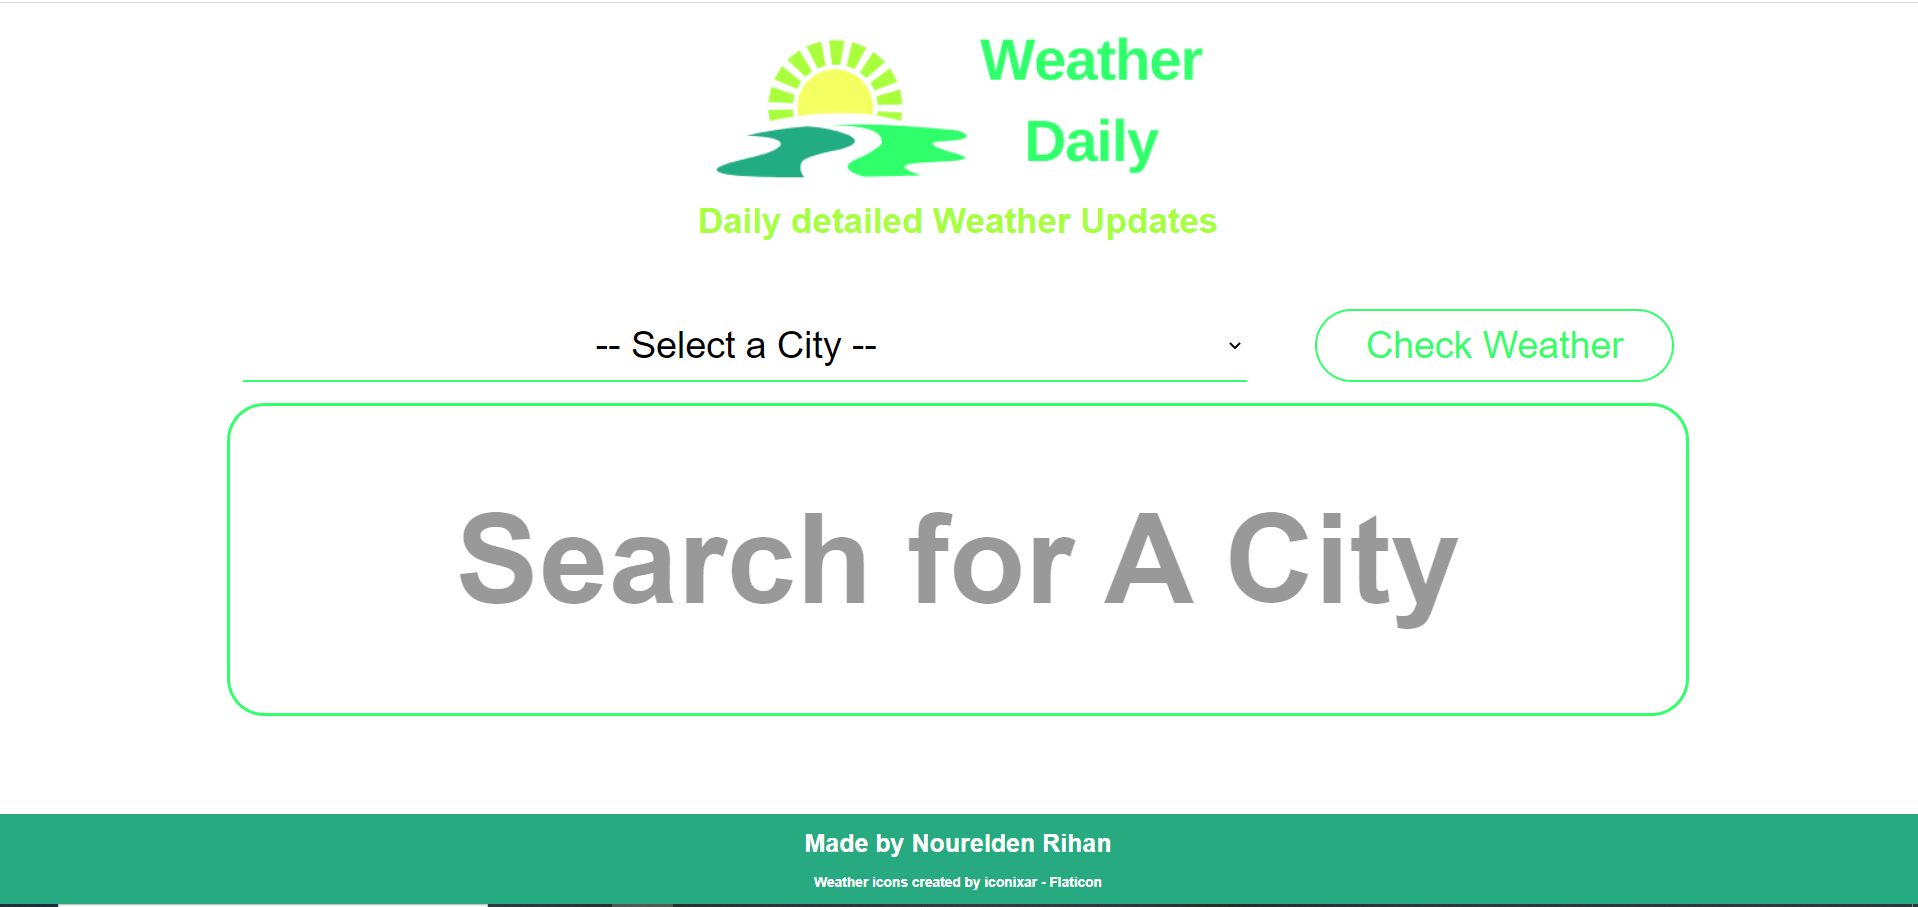 Weather
Daily
Daily detailed Weather Updates
-- Select a City --
Check Weather
Search for A City
Made by Nourelden Rihan
Weather icons created by iconixar - Flaticon